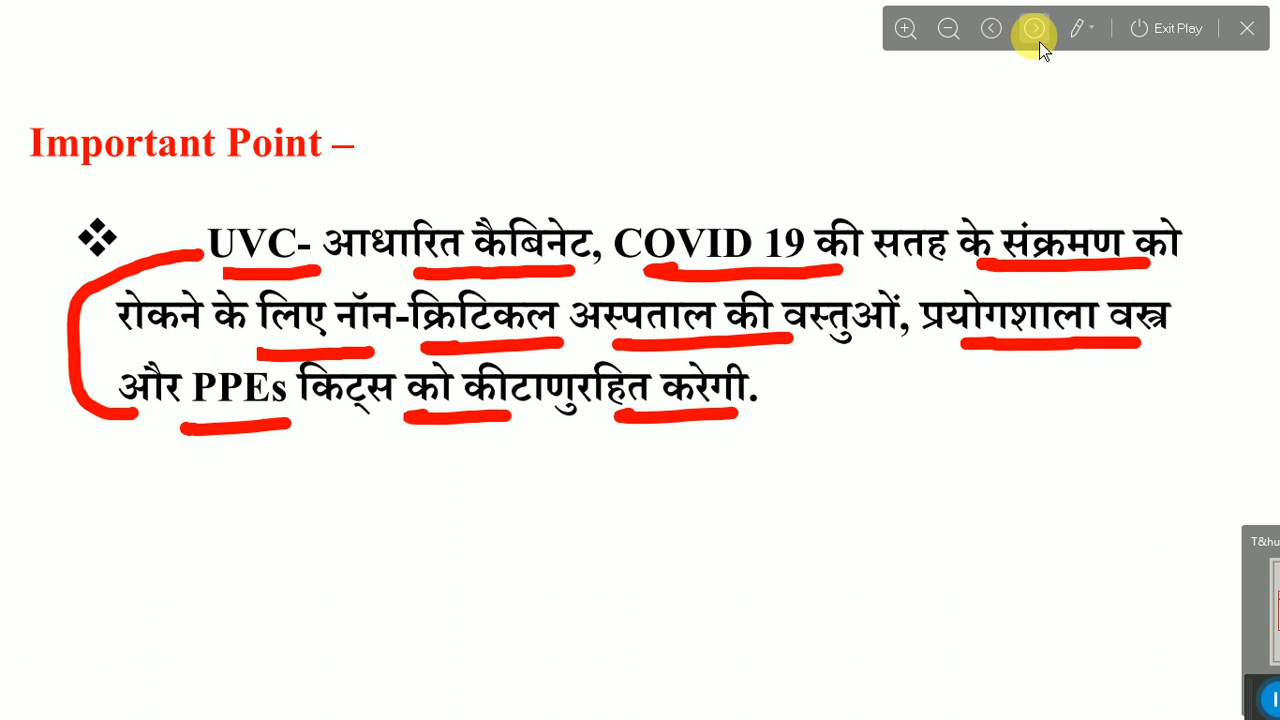 Exit Play
Important Point –
❖ UVC- आधारित कैबिनेट, COVID 19 की सतह के संक्रमण को
रोकने के लिए नॉन-क्रिटिकल अस्पताल की वस्तुओं, प्रयोगशाला वस्त्र
और PPEs किट्स को कीटाणुरहित करेगी.
T&hu